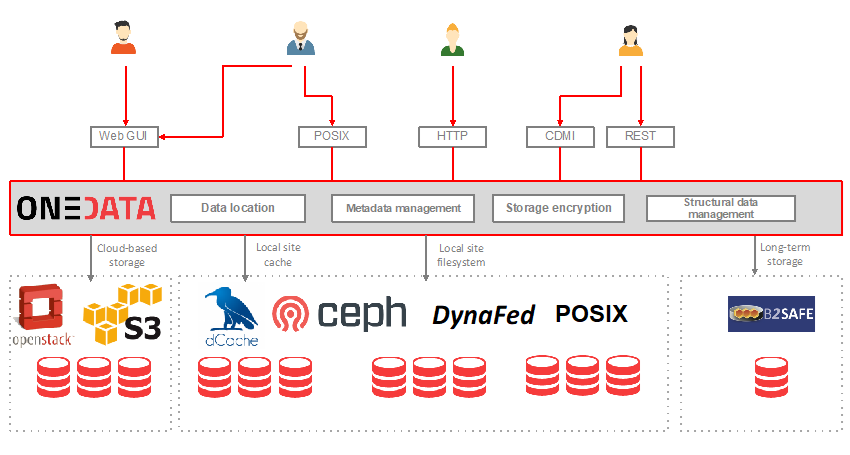 Web GUI
POSIX
HTTP
CDMI
REST
ONEDATA
Data location
Metadata management
Storage encryption
Structural data
management
Cloud-based
storage
Local site
cache
Local site
filesystem
Long-term
storage
openstack
S3
dCache
ceph
DynaFed
POSIX
B2SAFE